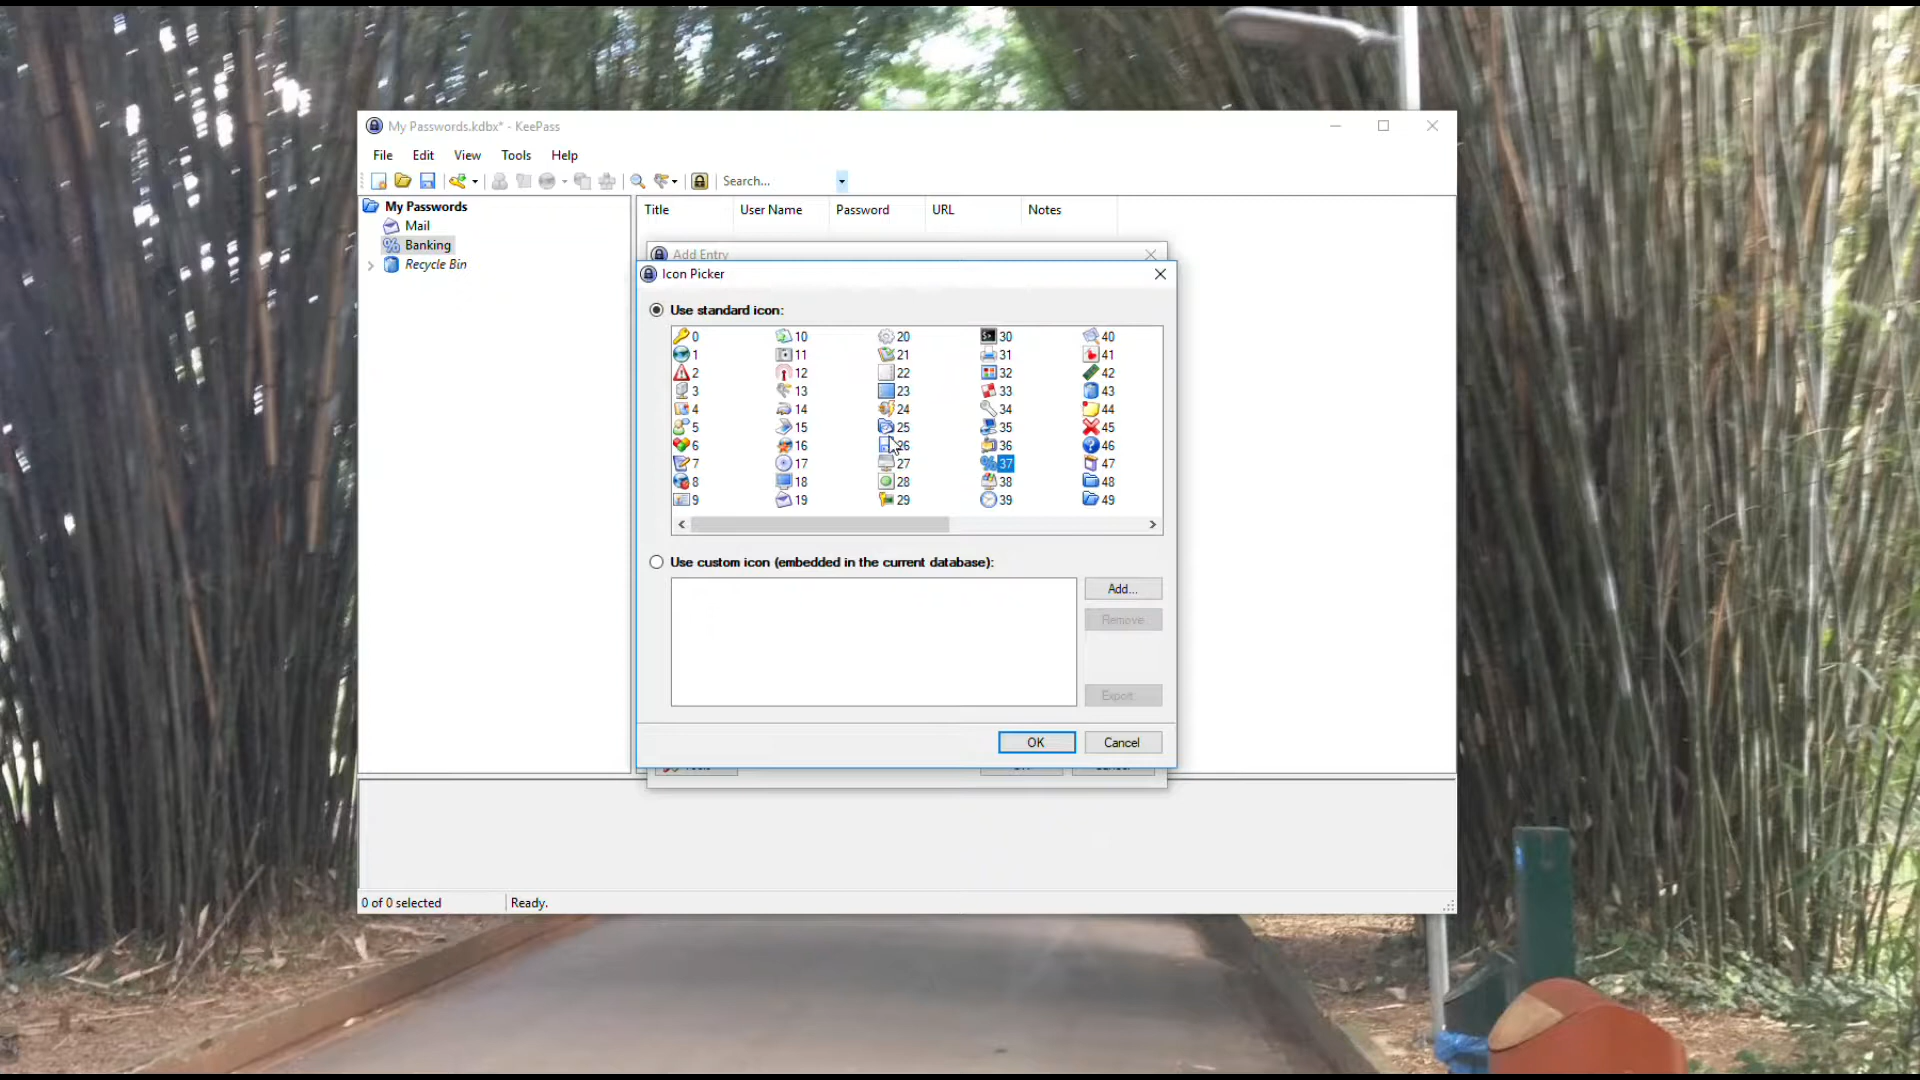 My Passwords.kdbx* - KeePass
File Edit View Tools Help
Search...
My Passwords
Mail
Banking
Recycle Bin
Title User Name Password URL Notes
Add Entry
Icon Picker
Use standard icon:
0 10 20 30 40
1 11 21 31 41
2 12 22 32 42
3 13 23 33 43
4 14 24 34 44
5 15 25 35 45
6 16 26 36 46
7 17 27 37 47
8 18 28 38 48
9 19 29 39 49
Use custom icon (embedded in the current database):
Add...
Remove
Export...
OK Cancel
0 of 0 selected Ready.